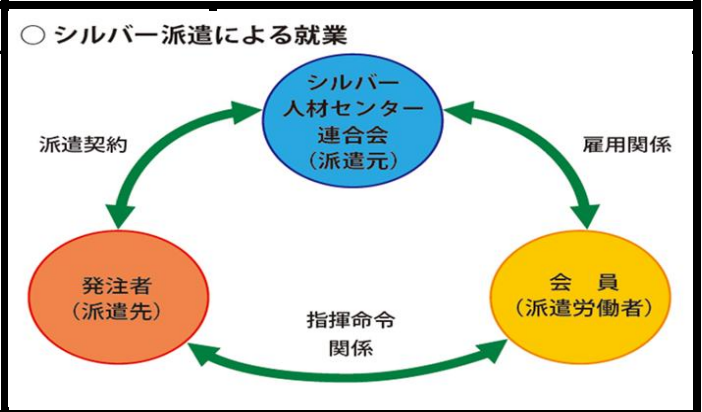 ○ シルバー派遣による就業
シルバー
人材センター
連合会
（派遣元）
派遣契約
雇用関係
発注者
（派遣先）
会　員
（派遣労働者）
指揮命令
関係